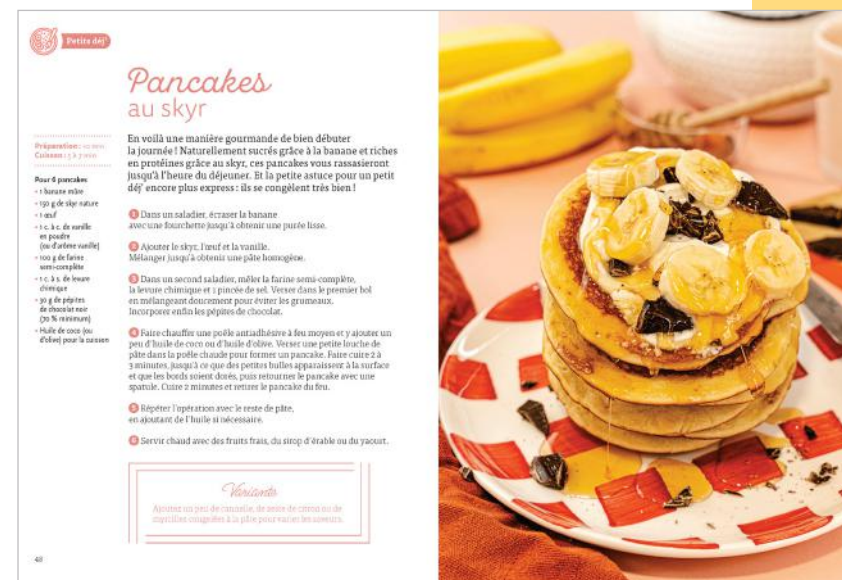 Petits déj'
Pancakes
au skyr
Préparation : 10 min
Cuisson : 5 à 7 min
Pour 6 pancakes
• 1 banane mûre
• 150 g de skyr nature
• 1 œuf
• 1 c. à c. de vanille
en poudre
(ou d'arôme vanille)
• 100 g de farine
semi-complète
• 1 c. à s. de levure
chimique
• 30 g de pépites
de chocolat noir
(70 % minimum)
• Huile de coco (ou
d'olive) pour la cuisson
En voilà une manière gourmande de bien débuter
la journée ! Naturellement sucrés grâce à la banane et riches
en protéines grâce au skyr, ces pancakes vous rassasieront
jusqu'à l'heure du déjeuner. Et la petite astuce pour un petit
déj' encore plus express : ils se congèlent très bien !
1 Dans un saladier, écraser la banane
avec une fourchette jusqu'à obtenir une purée lisse.
2 Ajouter le skyr, l'œuf et la vanille.
Mélanger jusqu'à obtenir une pâte homogène.
3 Dans un second saladier, mêler la farine semi-complète,
la levure chimique et 1 pincée de sel. Verser dans le premier bol
en mélangeant doucement pour éviter les grumeaux.
Incorporer enfin les pépites de chocolat.
4 Faire chauffer une poêle antiadhésive à feu moyen et y ajouter un
peu d'huile de coco ou d'huile d'olive. Verser une petite louche de
pâte dans la poêle chaude pour former un pancake. Faire cuire 2 à
3 minutes, jusqu'à ce que des petites bulles apparaissent à la surface
et que les bords soient dorés, puis retourner le pancake avec une
spatule. Cuire 2 minutes et retirer le pancake du feu.
5 Répéter l'opération avec le reste de pâte,
en ajoutant de l'huile si nécessaire.
6 Servir chaud avec des fruits frais, du sirop d'érable ou du yaourt.
Variante
Ajoutez un peu de cannelle, de zeste de citron ou de
myrtilles congelées à la pâte pour varier les saveurs.
48